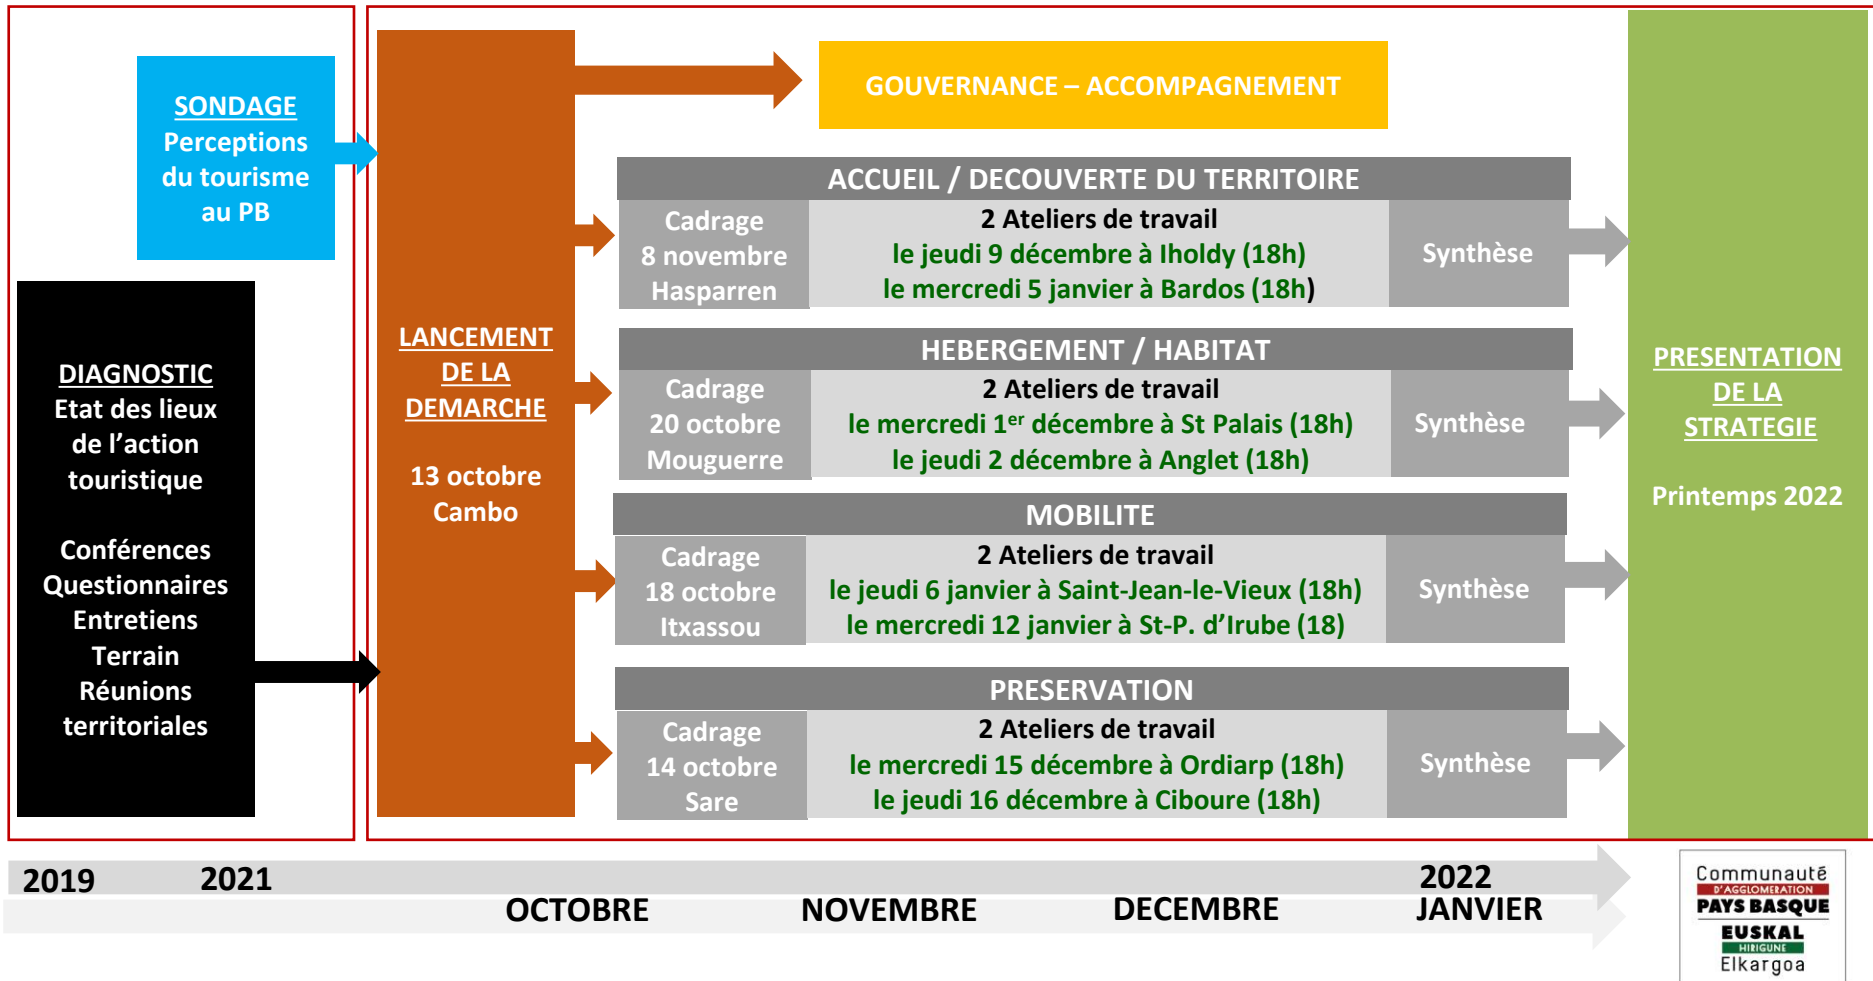 SONDAGE
Perceptions
du tourisme
au PB
DIAGNOSTIC
Etat des lieux
de l’action
touristique
Conférences
Questionnaires
Entretiens
Terrain
Réunions
territoriales
LANCEMENT
DE LA
DEMARCHE
13 octobre
Cambo
GOUVERNANCE – ACCOMPAGNEMENT
ACCUEIL / DECOUVERTE DU TERRITOIRE
Cadrage
8 novembre
Hasparren
2 Ateliers de travail
le jeudi 9 décembre à Iholdy (18h)
le mercredi 5 janvier à Bardos (18h)
Synthèse
HEBERGEMENT / HABITAT
Cadrage
20 octobre
Mouguerre
2 Ateliers de travail
le mercredi 1er décembre à St Palais (18h)
le jeudi 2 décembre à Anglet (18h)
Synthèse
MOBILITE
Cadrage
18 octobre
Itxassou
2 Ateliers de travail
le jeudi 6 janvier à Saint-Jean-le-Vieux (18h)
le mercredi 12 janvier à St-P. d’Irube (18)
Synthèse
PRESERVATION
Cadrage
14 octobre
Sare
2 Ateliers de travail
le mercredi 15 décembre à Ordiarp (18h)
le jeudi 16 décembre à Ciboure (18h)
Synthèse
PRESENTATION
DE LA
STRATEGIE
Printemps 2022
2019
2021
2022
OCTOBRE
NOVEMBRE
DECEMBRE
JANVIER
Communauté
D'AGGLOMERATION
PAYS BASQUE
EUSKAL
HIRIGUNE
Elkargoa